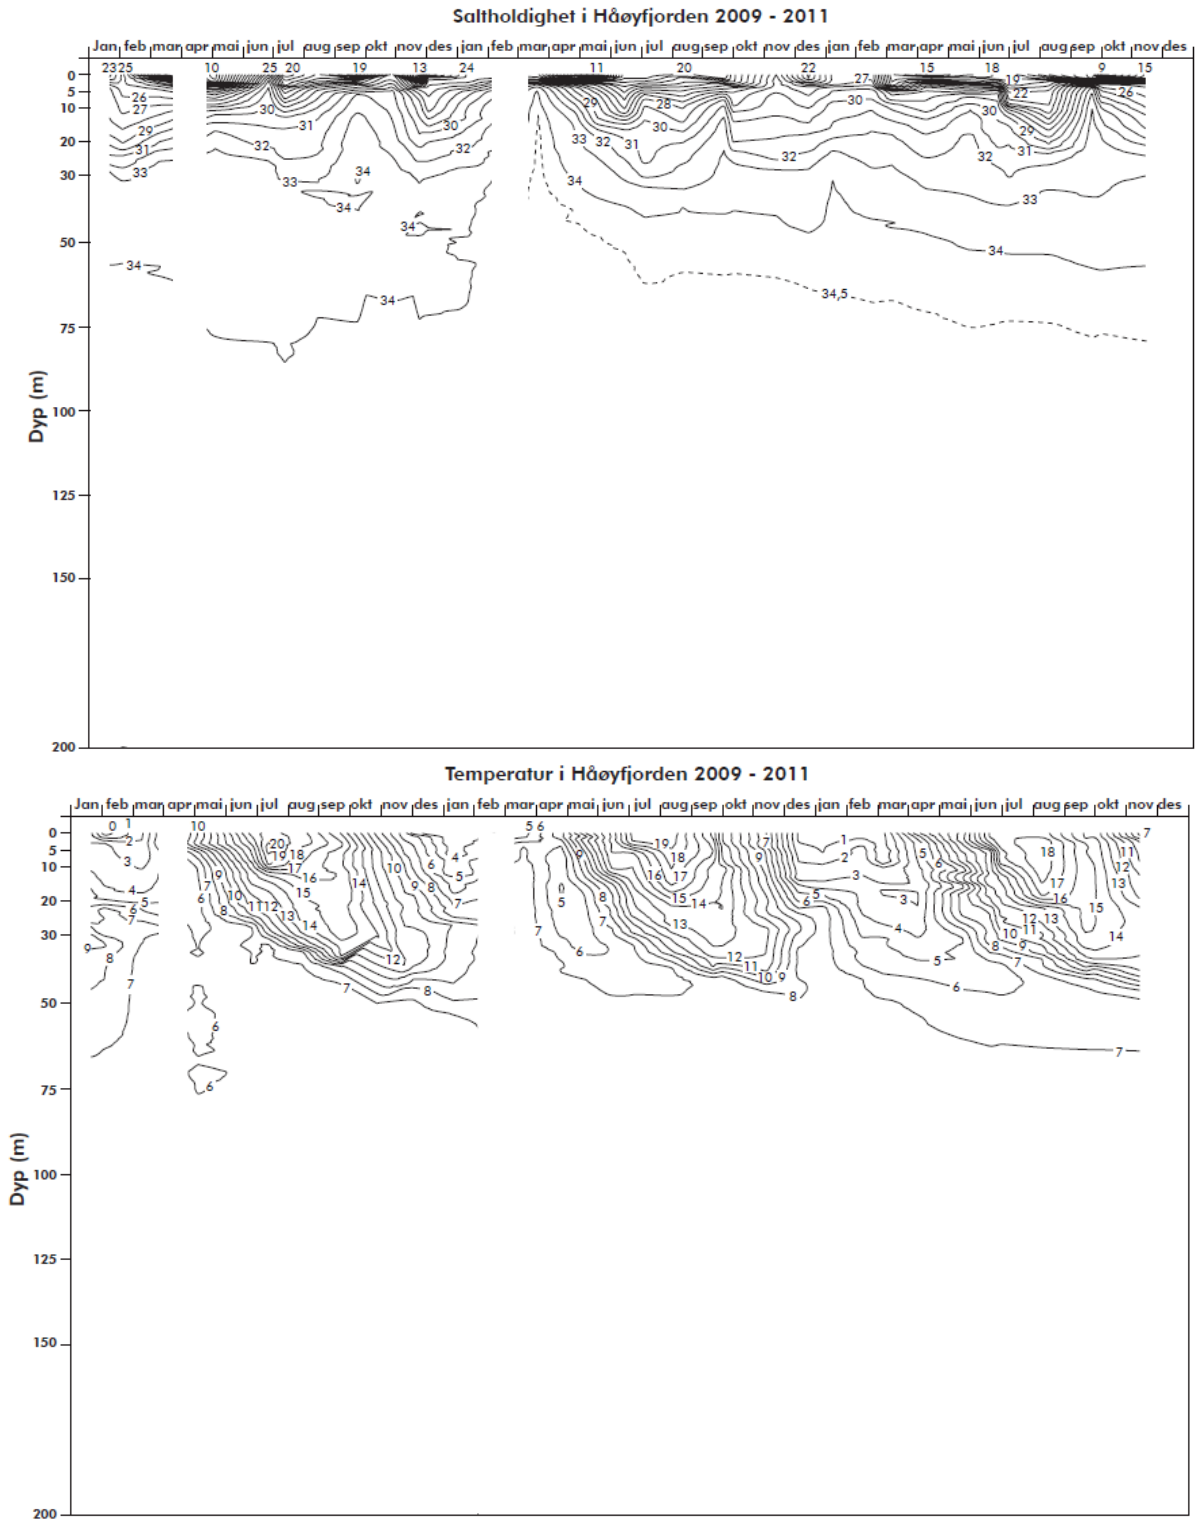 Saltholdighet i Håøyfjorden 2009 - 2011
Jan feb mar apr mai jun jul aug sep okt nov des jan feb mar apr mai jun jul aug sep okt nov des jan feb mar apr mai jun jul aug sep okt nov des
23 25 10 25 20 19 13 24 11 20 22 27 15 18 19 9 15
0
5
22 26
26 29 28 30
10
27 30 30
29 31 30 30 29
20
31 32 32 33 32 31 32 32 31
33 33 34 34
30
34 34 33
50
34 34
34 34,5
75
Dyp (m)
100
125
150
200
Temperatur i Håøyfjorden 2009 - 2011
Jan feb mar apr mai jun jul aug sep okt nov des jan feb mar apr mai jun jul aug sep okt nov des jan feb mar apr mai jun jul aug sep okt nov des
0 1 10 5 6 7
0
2 20 19 7 1
5
3 19 18 6 4 9 18 9 2 5 6 18 11
10
9 17 10 16 17 3 12
4 7 16 14 9 8 5 0 17 13
5 6 10 15 7 5 8 15 14 6 5 3 16
20
6 8 11 12 13 7 13 12 13 15
7 14 7 4 10 11 14
30
9 8 12 6 12 11 5 8 9 7
7 7 8 10 9 8 6
50
6
7
75
6
Dyp (m)
100
125
150
200